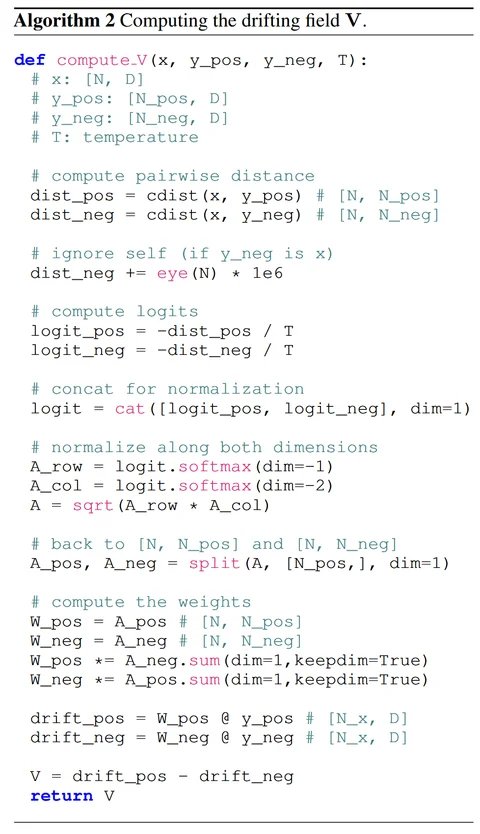 Algorithm 2 Computing the drifting field V.
def compute_V(x, y_pos, y_neg, T):
# x: [N, D]
# y_pos: [N_pos, D]
# y_neg: [N_neg, D]
# T: temperature
# compute pairwise distance
dist_pos = cdist(x, y_pos) # [N, N_pos]
dist_neg = cdist(x, y_neg) # [N, N_neg]
# ignore self (if y_neg is x)
dist_neg += eye(N) * 1e6
# compute logits
logit_pos = -dist_pos / T
logit_neg = -dist_neg / T
# concat for normalization
logit = cat([logit_pos, logit_neg], dim=1)
# normalize along both dimensions
A_row = logit.softmax(dim=-1)
A_col = logit.softmax(dim=-2)
A = sqrt(A_row * A_col)
# back to [N, N_pos] and [N, N_neg]
A_pos, A_neg = split(A, [N_pos,], dim=1)
# compute the weights
W_pos = A_pos # [N, N_pos]
W_neg = A_neg # [N, N_neg]
W_pos *= A_neg.sum(dim=1,keepdim=True)
W_neg *= A_pos.sum(dim=1,keepdim=True)
drift_pos = W_pos @ y_pos # [N_x, D]
drift_neg = W_neg @ y_neg # [N_x, D]
V = drift_pos - drift_neg
return V